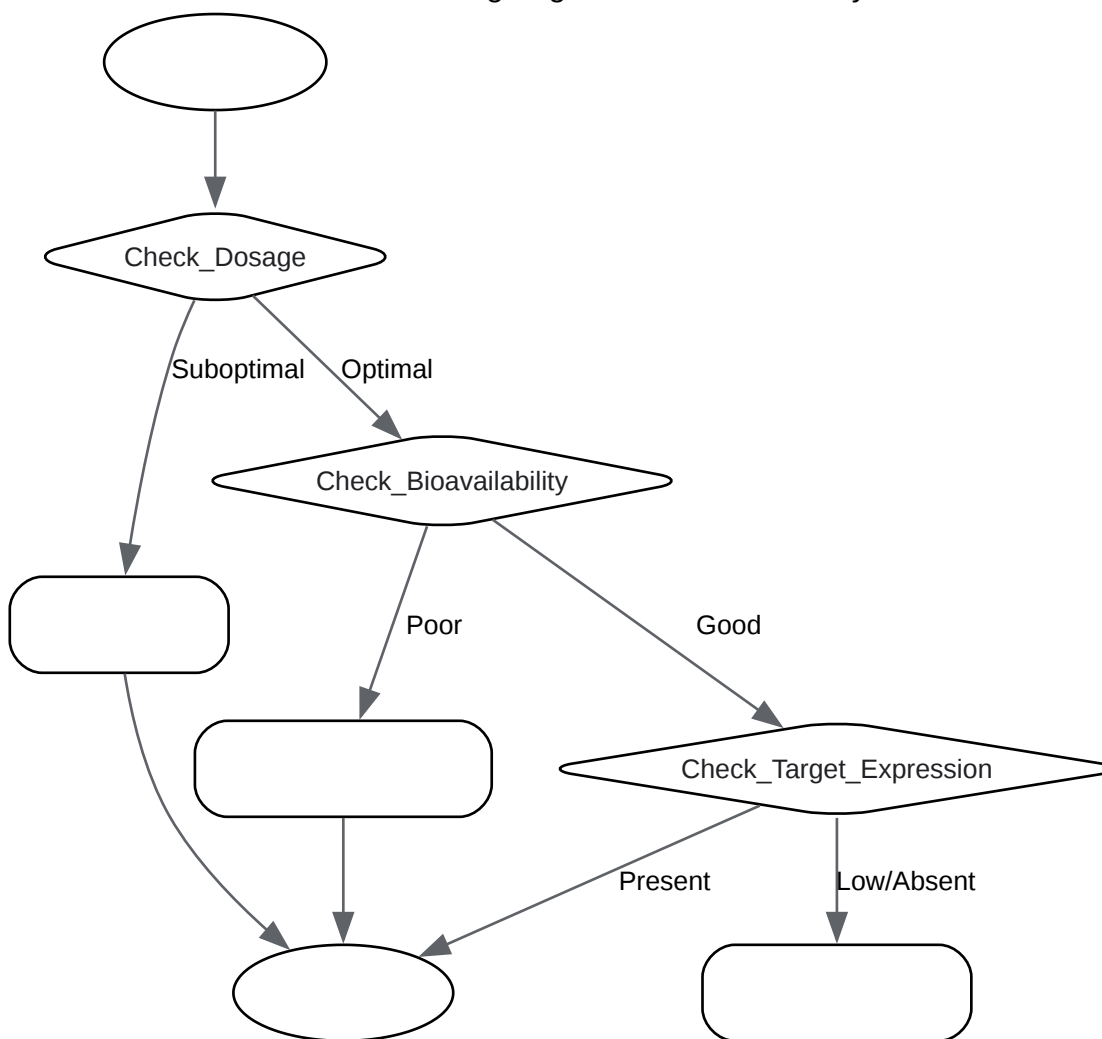 Check_Dosage
Suboptimal
Optimal
Check_Bioavailability
Poor
Good
Check_Target_Expression
Present
Low/Absent